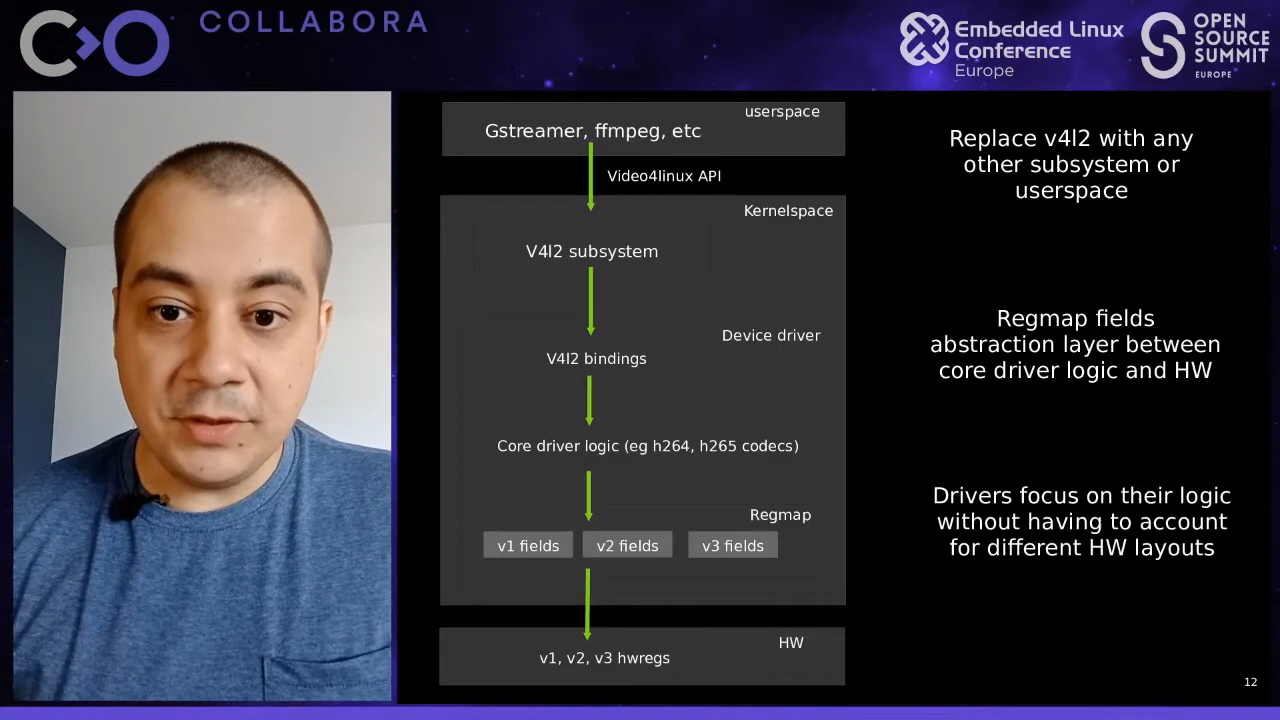 COLLABORA
Embedded Linux
Conference
Europe
OPEN
SOURCE
SUMMIT
EUROPE
userspace
Gstreamer, ffmpeg, etc
Video4linux API
Kernelspace
V4l2 subsystem
Device driver
V4l2 bindings
Core driver logic (eg h264, h265 codecs)
Regmap
v1 fields
v2 fields
v3 fields
HW
v1, v2, v3 hwregs
Replace v4l2 with any
other subsystem or
userspace
Regmap fields
abstraction layer between
core driver logic and HW
Drivers focus on their logic
without having to account
for different HW layouts
12